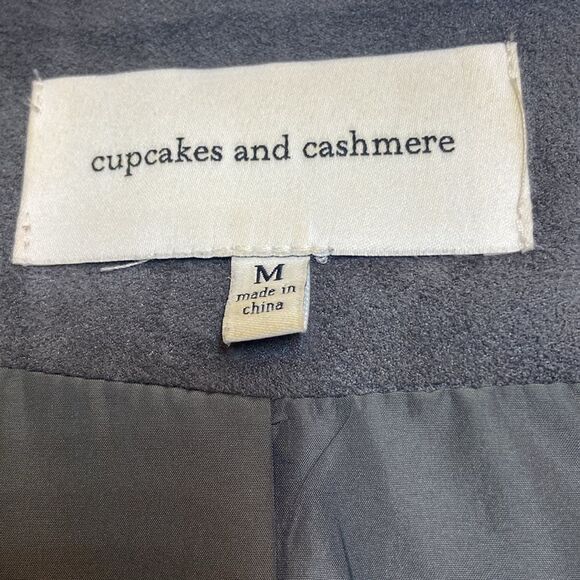 cupcakes and cashmere
M
made in
china